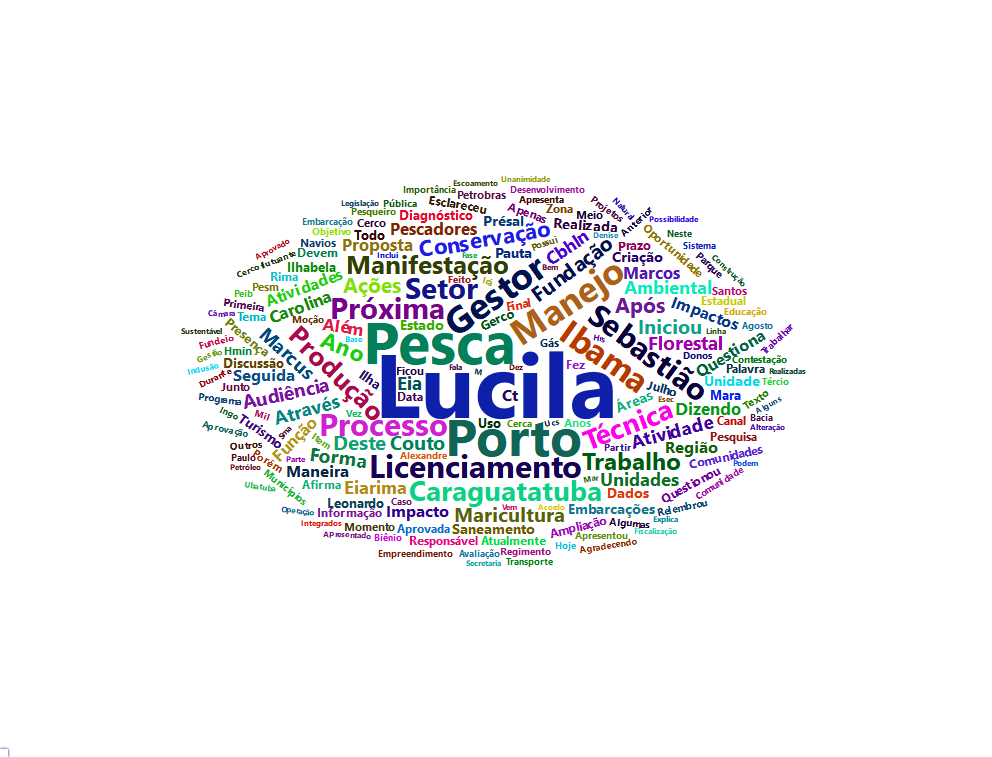 Unanimidade
Escoamento
Importância
Petrobras
Desenvolvimento
Legislação
Pública
Esclareceu
Apresenta
Projetos
Natural
Pesqueiro
Diagnóstico
Apenas
Zona
Meio
Anterior
Possibilidade
Embarcação
Cerco
Pescadores
Présal
Possui
Realizada
Objetivo
Todo
Conservação
Cbhln
Denise
Neste
Navios
Proposta
Pauta
Fundação
Prazo
Oportunidade
Sistema
Aprovado
Devem
Inclui
Fase
Criação
Parque
Construção
Cerco flutuante
Ilhabela
Manifestação
Gestor
Bem
Marcos
Rima
Ações
Feito
Irá
Manejo
Ambiental
Santos
Pesm
Atividades
Setor
Peib
Carolina
Próxima
Final
Após
Impactos
Estadual
Primeira
Moção
Além
Estado
Gerco
Sebastião
Educação
Câmara
Tema
Iniciou
Linha
Agosto
Sustentável
Presença
Marcus
Ano
Base
Pesca
Gás
His
Ibama
Florestal
Questiona
Trabalhar
Fundeio
Hmin
Produção
Donos
Contestação
Gestão
Discussão
Fala
M
Dez
Fez
Palavra
Realizadas
Inclusão
Durante
Seguida
Ilha
Ficou
Eia
Lucila
Julho
Unidade
Tércio
Junto
Audiência
Data
Ct
Esec
Mara
Texto
Alguns
Programa
Áreas
Ingo
Mil
Através
Vez
Processo
Uso
Cerca
Ucs
Anos
Técnica
Dizendo
Canal
Bacia
Alteração
Aprovação
Turismo
Sma
Função
Atividade
Pesquisa
Outros
Item
Deste
Couto
Porto
Partir
Região
Paulo
Porém
Parte
Forma
Alexandre
Licenciamento
Trabalho
Comunidades
Podem
Petróleo
Municípios
Maneira
Mar
Unidades
Questionou
Comunidade
Ubatuba
Afirma
Eiarima
Caraguatatuba
Dados
Leonardo
Caso
Vem
Acordo
Embarcações
Relembrou
Operação
Informação
Impacto
Maricultura
Algumas
Explica
Integrados
Momento
Aprovada
Saneamento
Ampliação
Fiscalização
Apresentado
Biênio
Responsável
Atualmente
Apresentou
Hoje
Agradecendo
Empreendimento
Avaliação
Regimento
Secretaria
Transporte